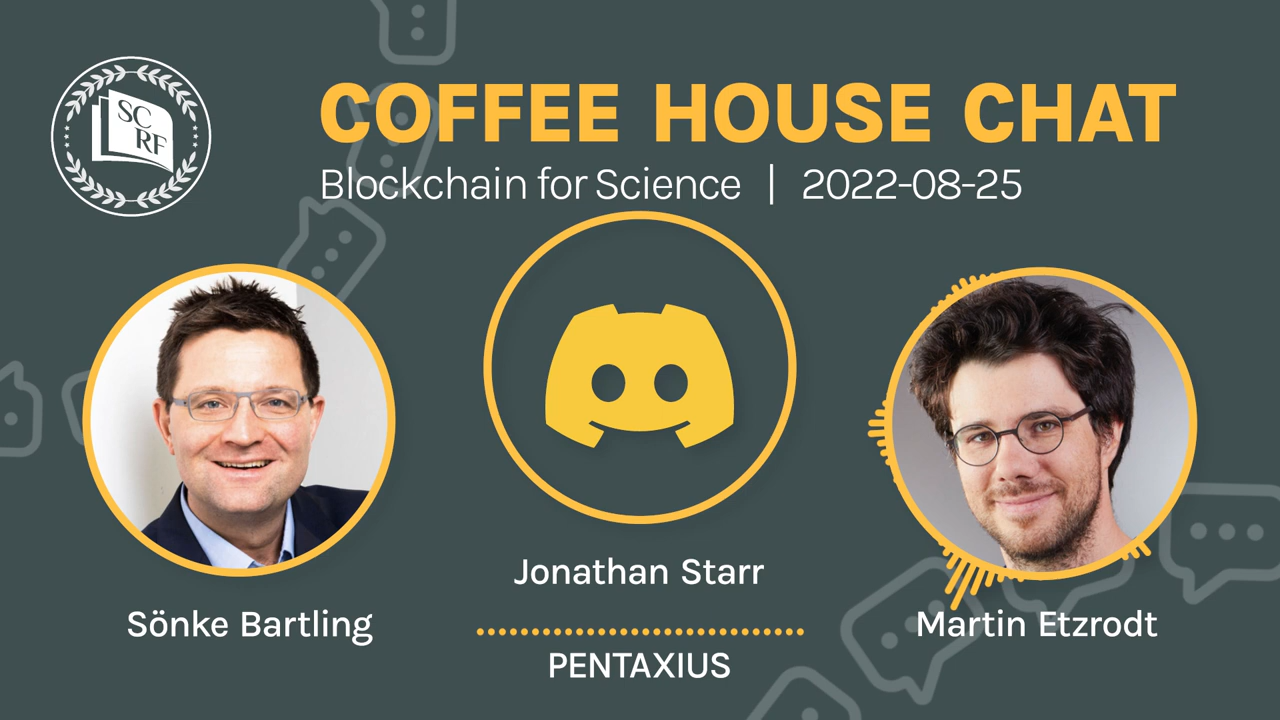 SC
RF
COFFEE HOUSE CHAT
Blockchain for Science | 2022-08-25
Sönke Bartling
Jonathan Starr
PENTAXIUS
Martin Etzrodt